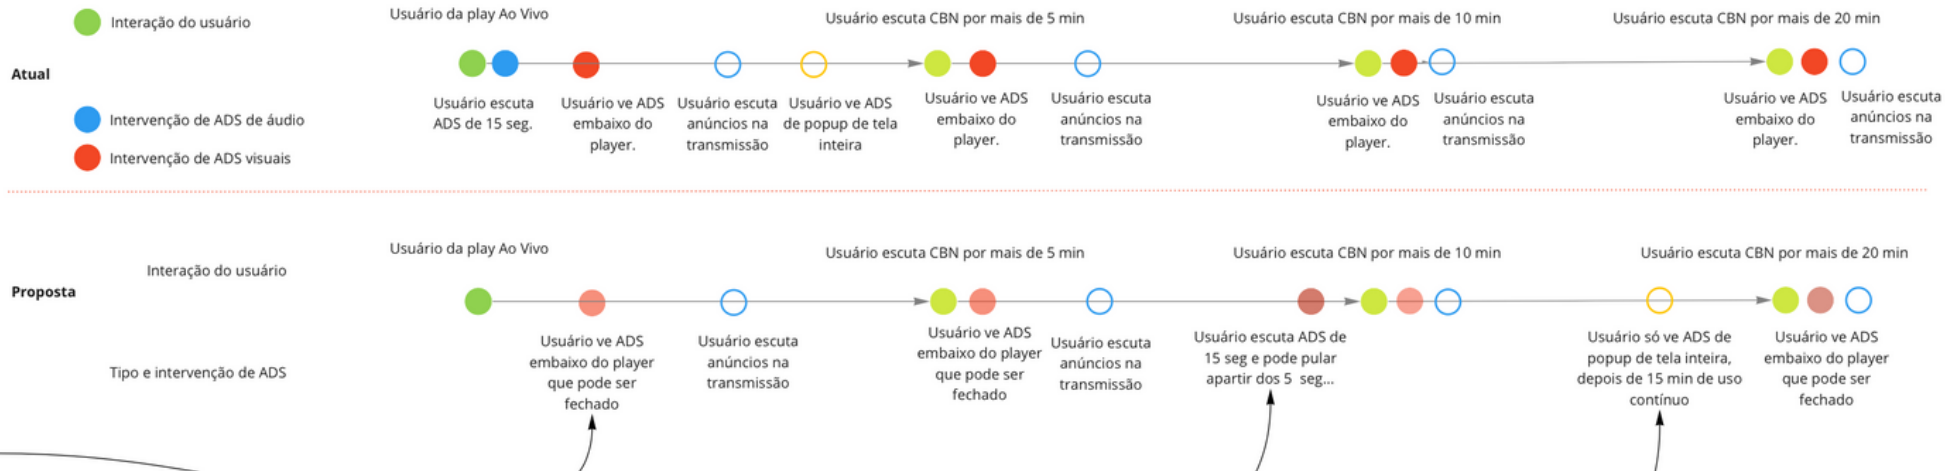 Interação do usuário
Atual
Intervenção de ADS de áudio
Intervenção de ADS visuais
Usuário da play Ao Vivo
Usuário escuta CBN por mais de 5 min
Usuário escuta CBN por mais de 10 min
Usuário escuta CBN por mais de 20 min
Usuário escuta
ADS de 15 seg.
Usuário ve ADS
embaixo do
player.
Usuário escuta
anúncios na
transmissão
Usuário ve ADS
de popup de tela
inteira
Usuário ve ADS
embaixo do
player.
Usuário escuta
anúncios na
transmissão
Usuário ve ADS
embaixo do
player.
Usuário escuta
anúncios na
transmissão
Usuário ve ADS
embaixo do
player.
Usuário escuta
anúncios na
transmissão
Proposta
Interação do usuário
Tipo e intervenção de ADS
Usuário da play Ao Vivo
Usuário escuta CBN por mais de 5 min
Usuário escuta CBN por mais de 10 min
Usuário escuta CBN por mais de 20 min
Usuário ve ADS
embaixo do player
que pode ser
fechado
Usuário escuta
anúncios na
transmissão
Usuário ve ADS
embaixo do player
que pode ser
fechado
Usuário escuta
anúncios na
transmissão
Usuário escuta ADS de
15 seg e pode pular
apartir dos 5 seg...
Usuário só ve ADS de
popup de tela inteira,
depois de 15 min de uso
contínuo
Usuário ve ADS
embaixo do player
que pode ser
fechado